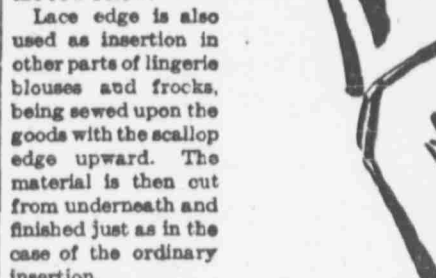 Lace edge is also
used as insertion in
other parts of lingerie
blouses and frocks,
being sewed upon the
goods with the scallop
edge upward. The
material is then cut
from underneath and
finished just as in the
case of the ordinary
insertion.